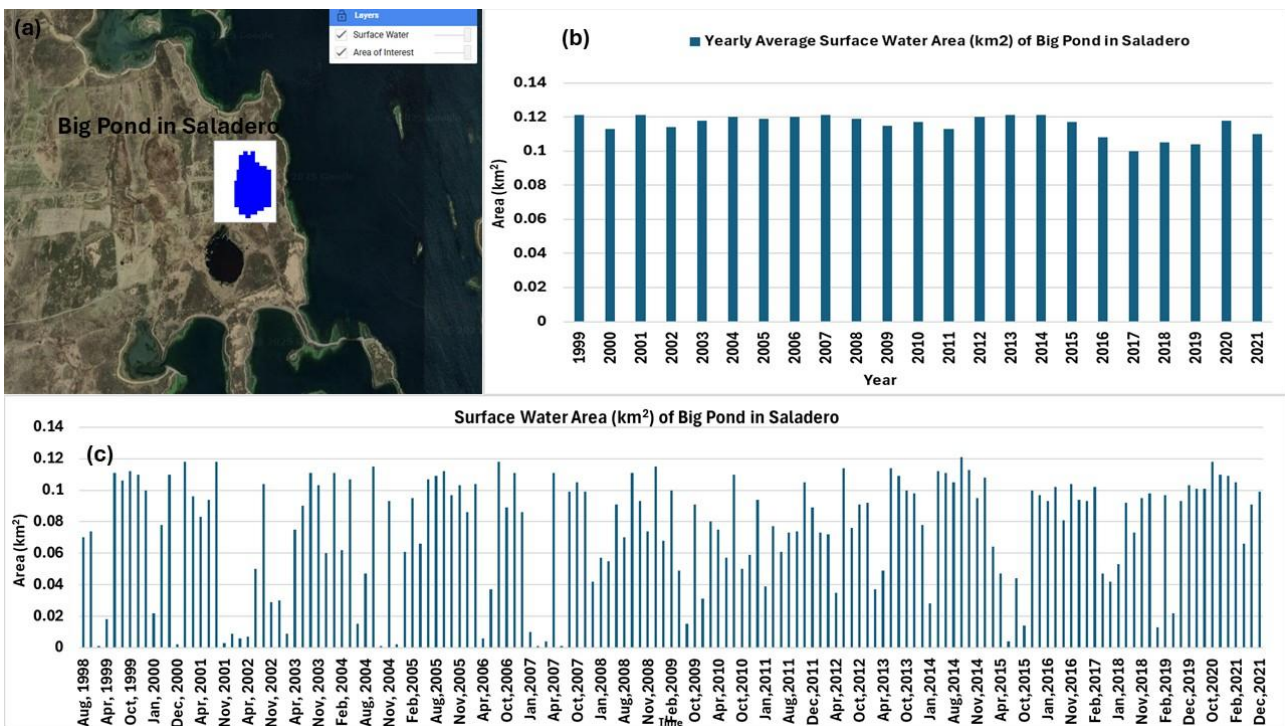 (a)
Layers
Surface Water
Area of Interest
Big Pond in Saladero
(b)
Yearly Average Surface Water Area (km2) of Big Pond in Saladero
0.14
0.12
0.1
0.08
0.06
0.04
0.02
0
Area (km²)
1999
2000
2001
2002
2003
2004
2005
2006
2007
2008
2009
2010
2011
2012
2013
2014
2015
2016
2017
2018
2019
2020
2021
Year
Surface Water Area (km²) of Big Pond in Saladero
(c)
0.14
0.12
0.1
0.08
0.06
0.04
0.02
0
Area (km²)
Aug, 1998
Apr, 1999
Oct, 1999
Jan, 2000
Dec, 2000
Apr, 2001
Nov, 2001
Apr, 2002
Nov, 2002
Apr, 2003
Nov, 2003
Feb, 2004
Aug, 2004
Nov, 2004
Feb, 2005
Aug,2005
Nov,2005
Apr,2006
Oct,2006
Jan,2007
Apr,2007
Oct,2007
Jan,2008
Aug,2008
Nov,2008
Feb,2009
Oct,2009
Apr,2010
Oct,2010
Jan,2011
Aug,2011
Dec,2011
Apr,2012
Oct,2012
Apr,2013
Oct,2013
Jan,2014
Aug,2014
Nov,2014
Apr,2015
Oct,2015
Jan,2016
Nov,2016
Feb,2017
Jan,2018
Nov,2018
Feb,2019
Dec,2019
Oct,2020
Feb,2021
Dec,2021
Time